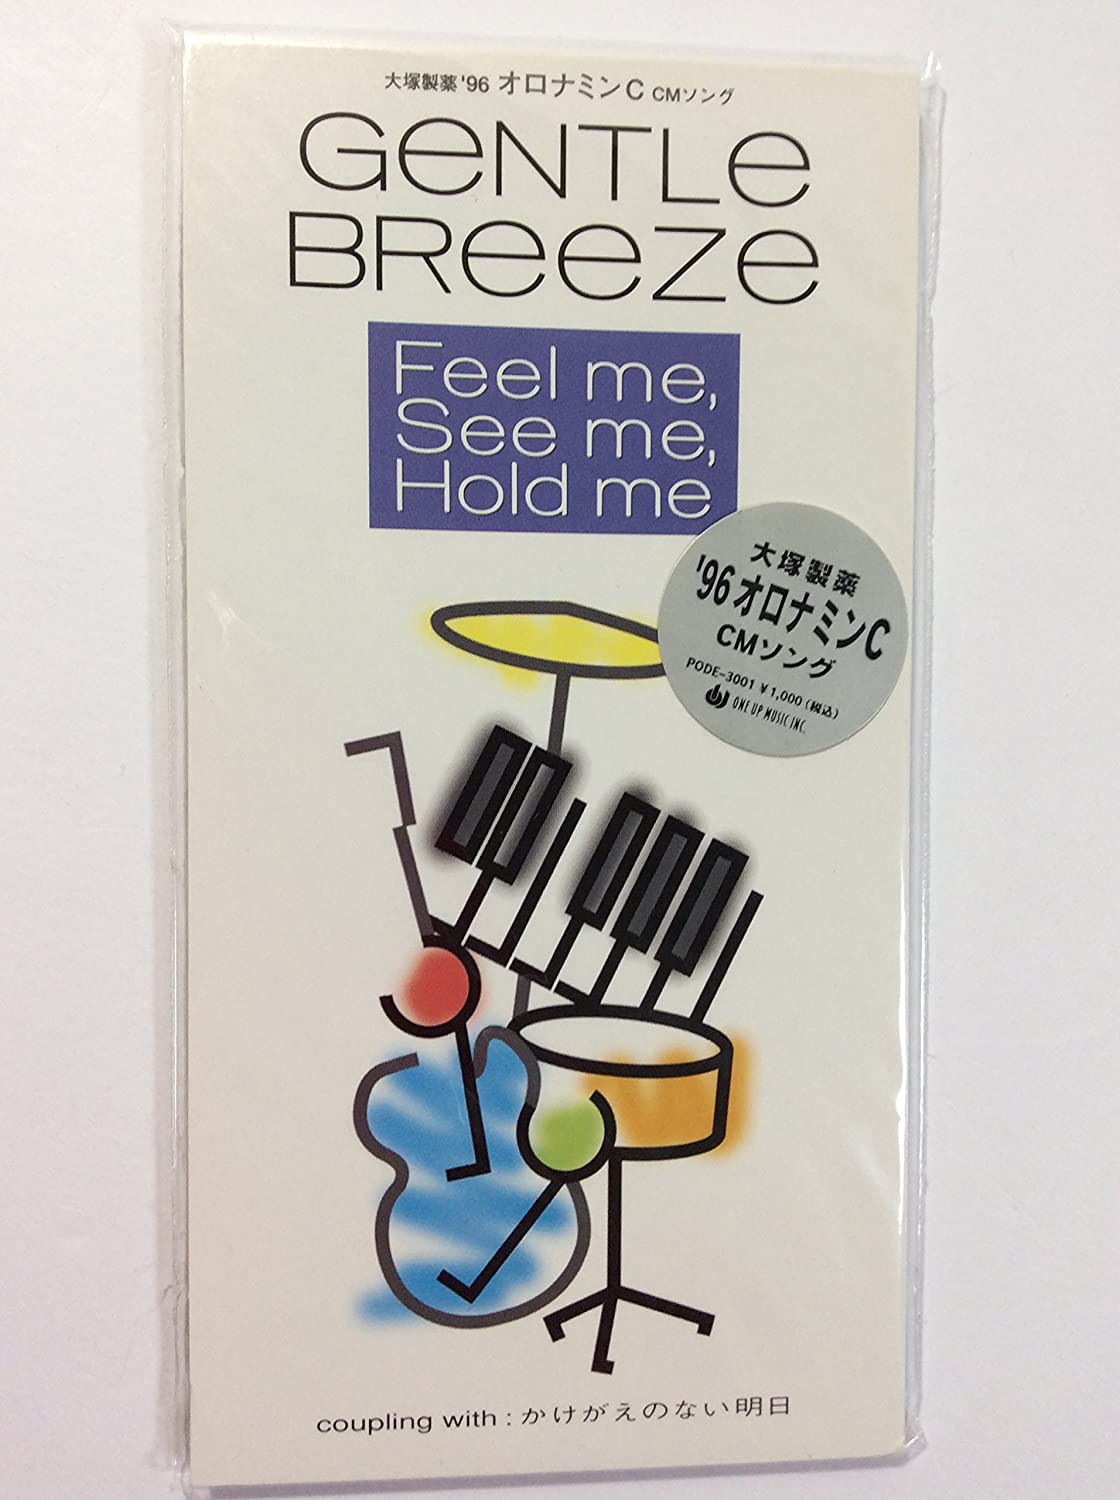 大塚製薬'96 オロナミンC CMソング
GeNTLe
BReeZe
Feel me,
See me,
Hold me
大塚製薬
'96 オロナミンC
CMソング
PODE-3001 ¥1,000(税込)
ONE UP MUSIC INC.
coupling with : かけがえのない明日